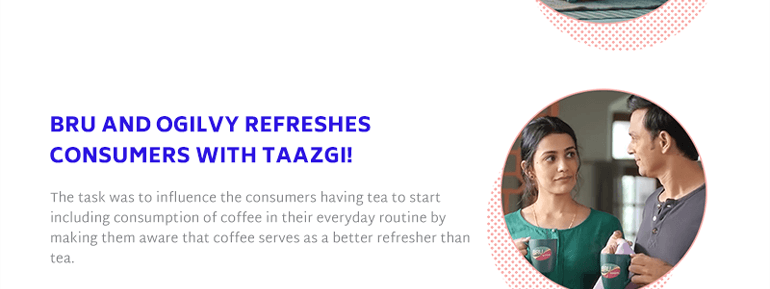 BRU AND OGILVY REFRESHES
CONSUMERS WITH TAAZGI!
The task was to influence the consumers having tea to start
including consumption of coffee in their everyday routine by
making them aware that coffee serves as a better refresher than
tea.